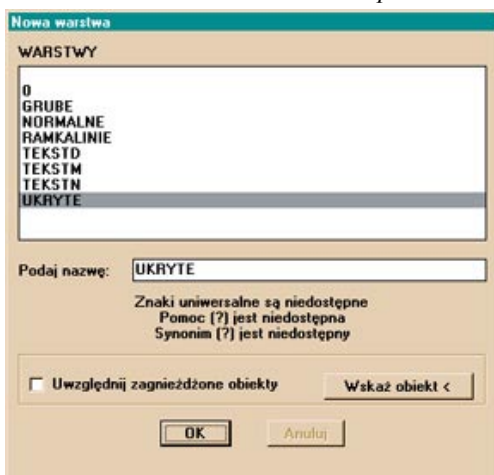 Nowa warstwa
WARSTWY
0
GRUBE
NORMALNE
RAMKALINIE
TEKSTD
TEKSTM
TEKSTN
UKRYTE
Podaj nazwę: UKRYTE
Znaki uniwersalne są niedostępne
Pomoc (?) jest niedostępna
Synonim (?) jest niedostępny
Uwzględnij zagnieżdżone obiekty
Wskaż obiekt <
OK
Anuluj